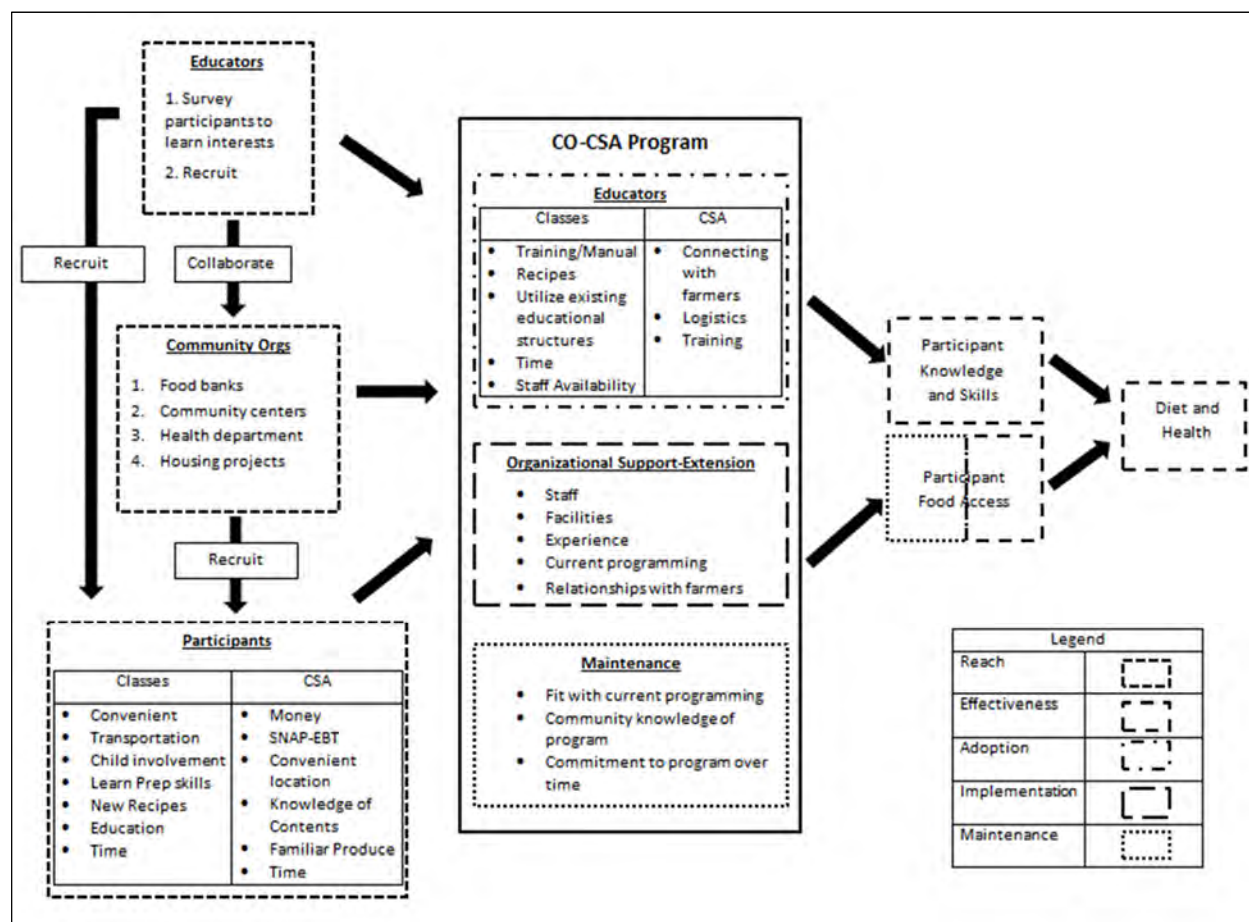 Educators
1. Survey
participants to
learn interests
2. Recruit
Recruit
Collaborate
Community Orgs
1. Food banks
2. Community centers
3. Health department
4. Housing projects
Recruit
Participants
Classes
• Convenient
• Transportation
• Child involvement
• Learn Prep skills
• New Recipes
• Education
• Time
CSA
• Money
• SNAP-EBT
• Convenient
location
• Knowledge of
Contents
• Familiar Produce
• Time
CO-CSA Program
Educators
Classes
• Training/Manual
• Recipes
• Utilize existing
educational
structures
• Time
• Staff Availability
CSA
• Connecting
with
farmers
• Logistics
• Training
Organizational Support-Extension
• Staff
• Facilities
• Experience
• Current programming
• Relationships with farmers
Maintenance
• Fit with current programming
• Community knowledge of
program
• Commitment to program over
time
Participant
Knowledge
and Skills
Participant
Food Access
Diet and
Health
Legend
Reach
Effectiveness
Adoption
Implementation
Maintenance